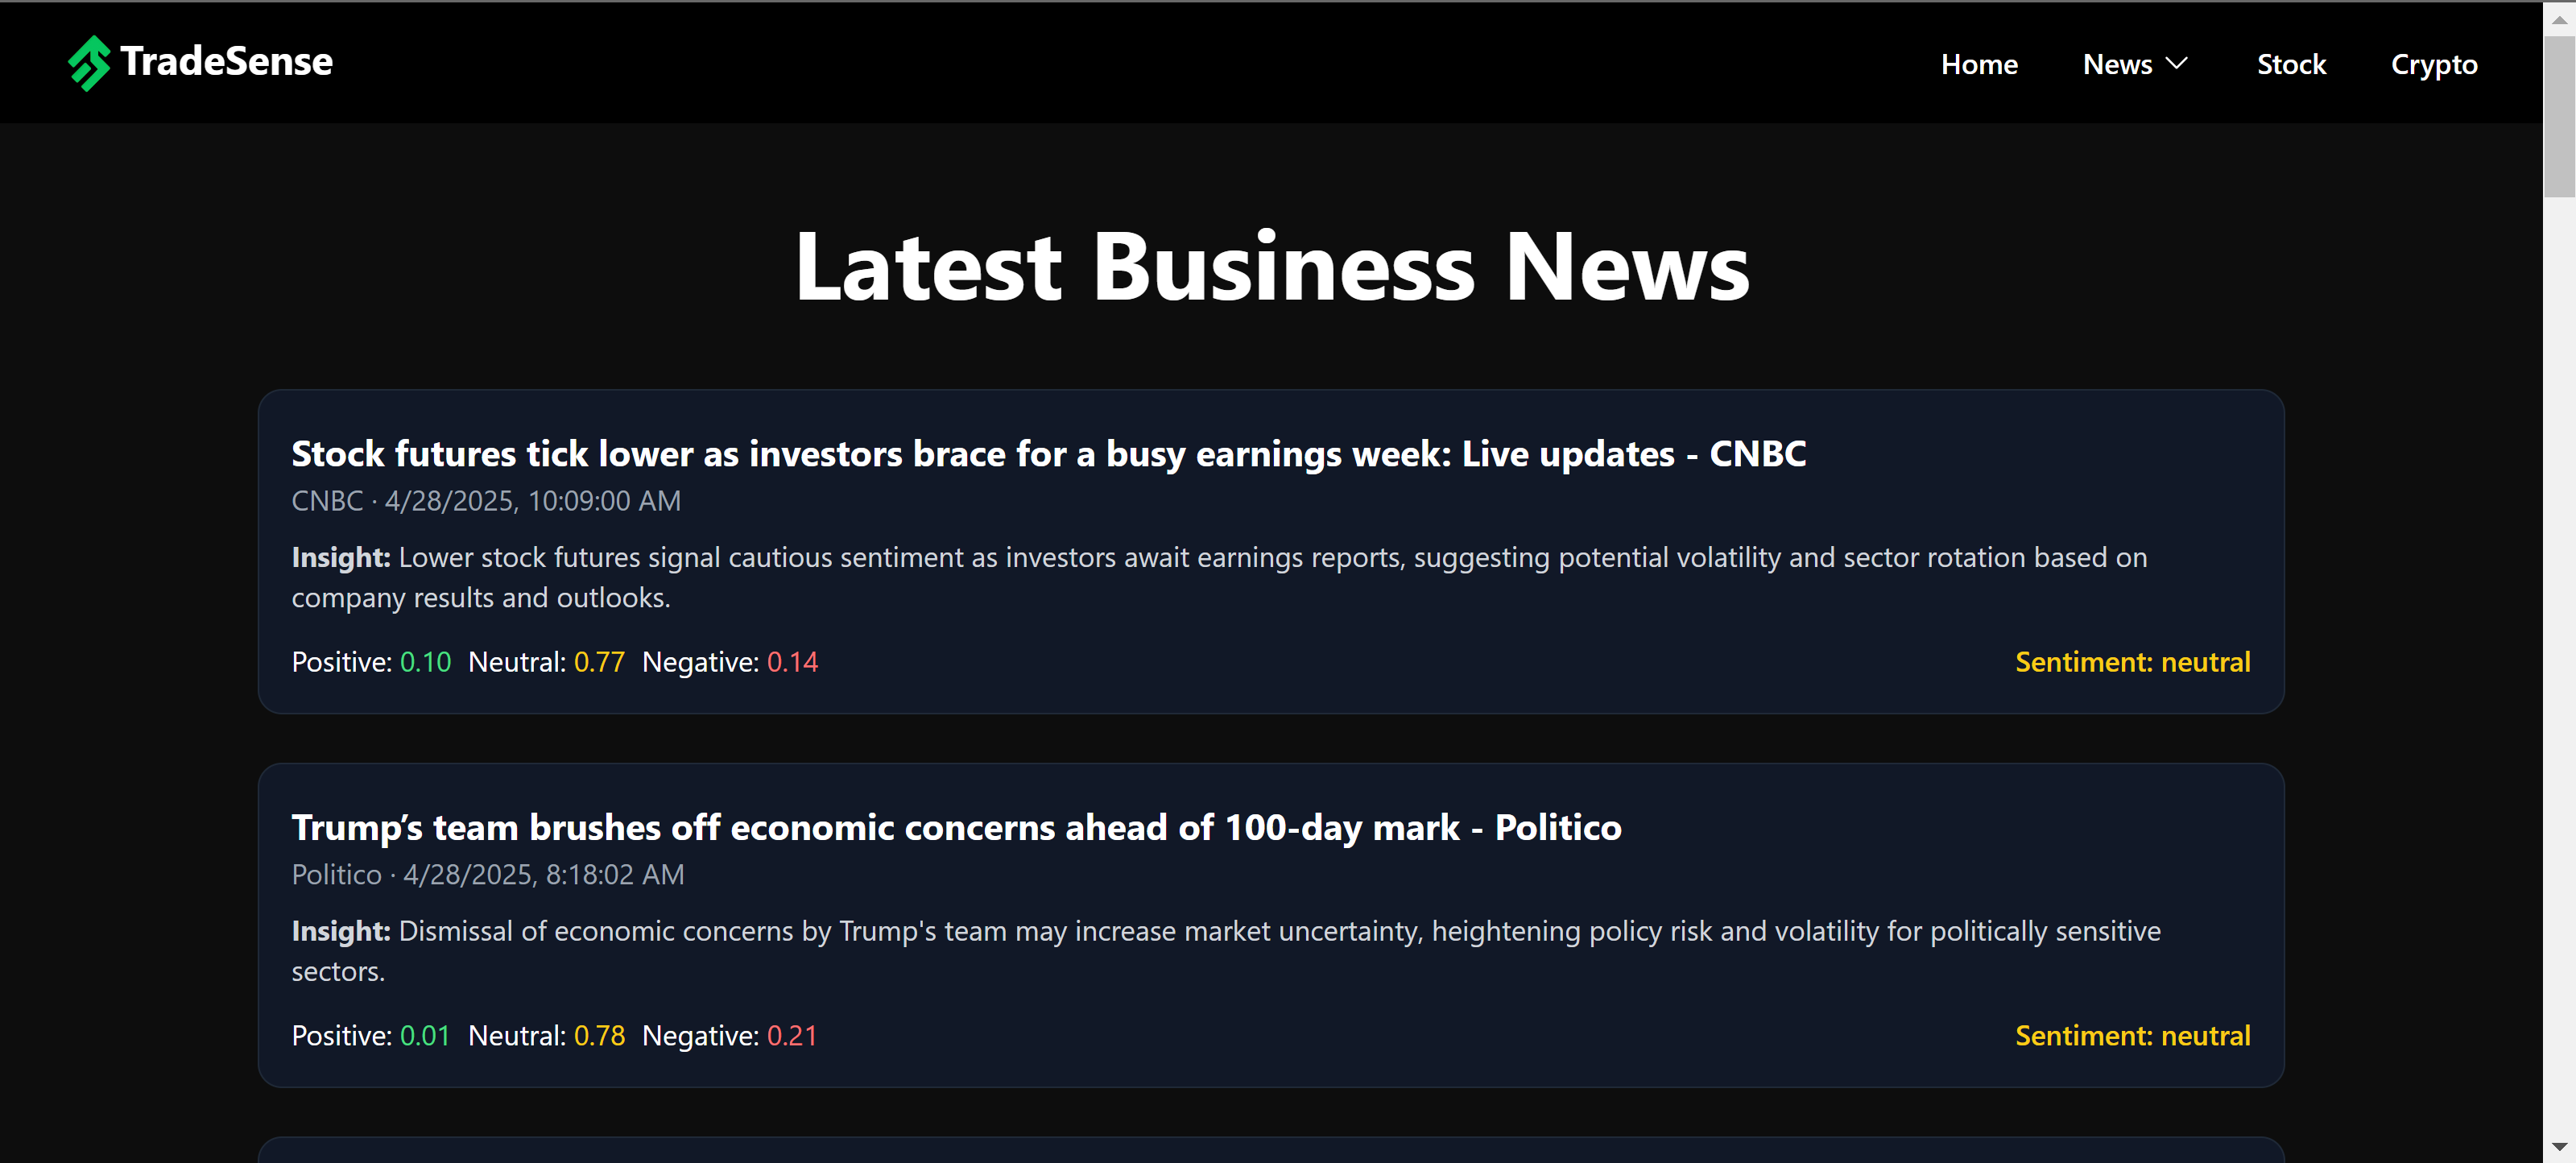 TradeSense
Home News Stock Crypto
Latest Business News
Stock futures tick lower as investors brace for a busy earnings week: Live updates - CNBC
CNBC · 4/28/2025, 10:09:00 AM
Insight: Lower stock futures signal cautious sentiment as investors await earnings reports, suggesting potential volatility and sector rotation based on
company results and outlooks.
Positive: 0.10 Neutral: 0.77 Negative: 0.14 Sentiment: neutral
Trump’s team brushes off economic concerns ahead of 100-day mark - Politico
Politico · 4/28/2025, 8:18:02 AM
Insight: Dismissal of economic concerns by Trump's team may increase market uncertainty, heightening policy risk and volatility for politically sensitive
sectors.
Positive: 0.01 Neutral: 0.78 Negative: 0.21 Sentiment: neutral